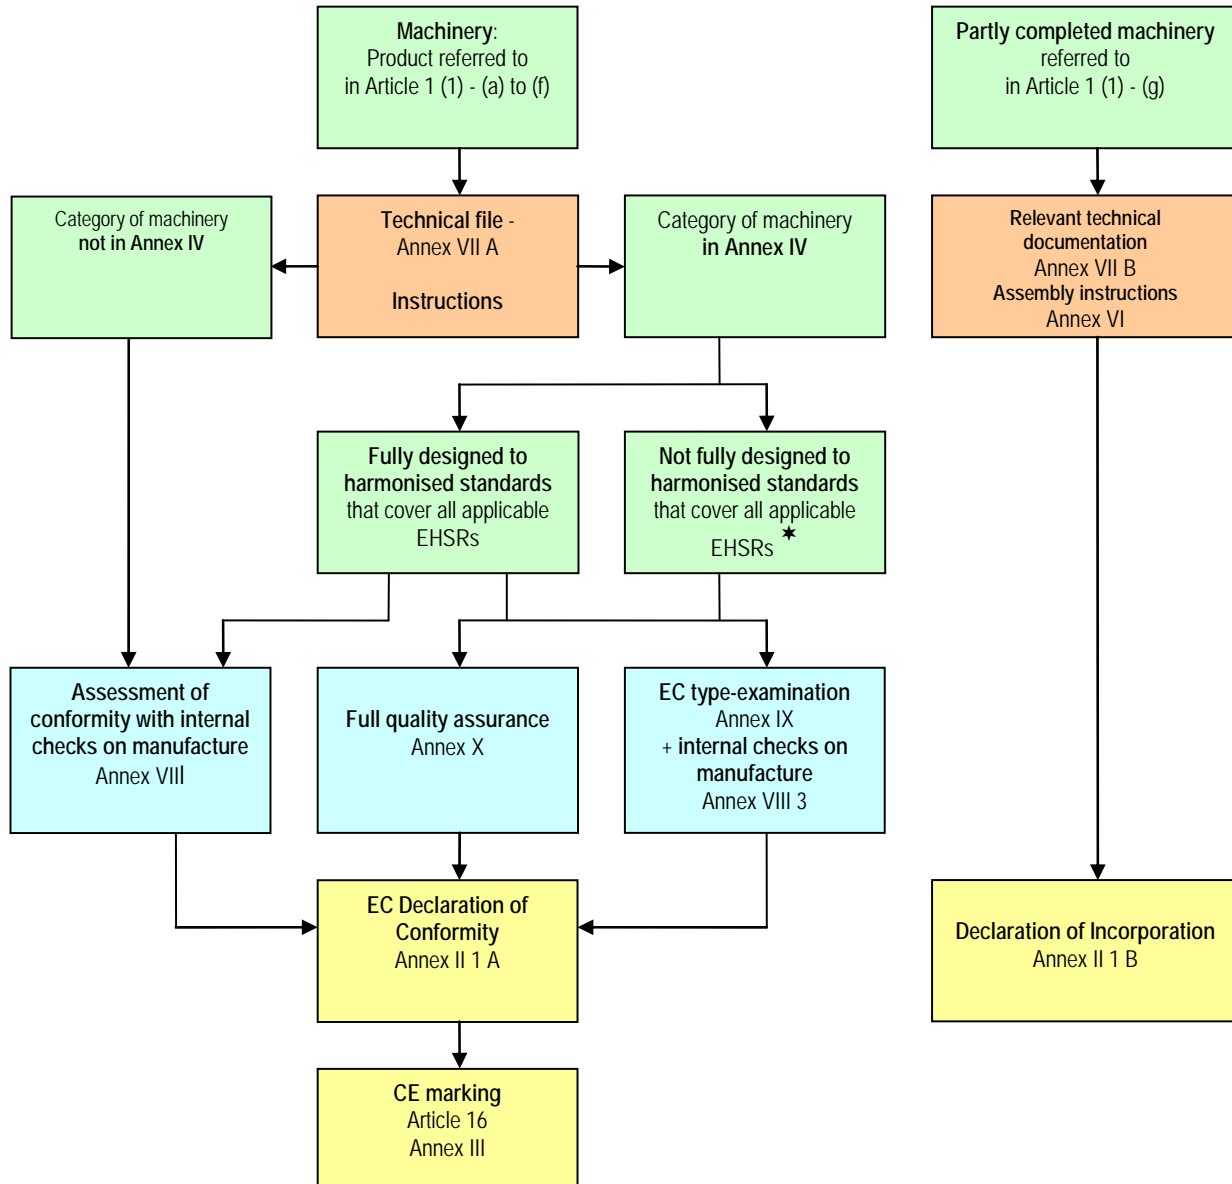 Machinery:
Product referred to
in Article 1 (1) - (a) to (f)
Partly completed machinery
referred to
in Article 1 (1) - (g)
Category of machinery
not in Annex IV
Technical file -
Annex VII A
Instructions
Category of machinery
in Annex IV
Relevant technical
documentation
Annex VII B
Assembly instructions
Annex VI
Fully designed to
harmonised standards
that cover all applicable
EHSRs
Not fully designed to
harmonised standards
that cover all applicable
EHSRs ★
Assessment of
conformity with internal
checks on manufacture
Annex VIII
Full quality assurance
Annex X
EC type-examination
Annex IX
+ internal checks on
manufacture
Annex VIII 3
EC Declaration of
Conformity
Annex II 1 A
Declaration of Incorporation
Annex II 1 B
CE marking
Article 16
Annex III